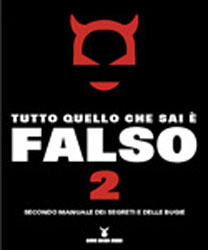 TUTTO QUELLO CHE SAI È
FALSO
2
SECONDO MANUALE DEI SEGRETI E DELLE BUGIE